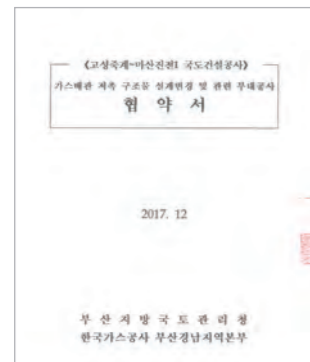 《고성죽계~마산진전1 국도건설공사》
가스배관 저촉 구조물 설계변경 및 관련 부대공사
협 약 서
2017. 12
부 산 지 방 국 토 관 리 청
한국가스공사 부산경남지역본부